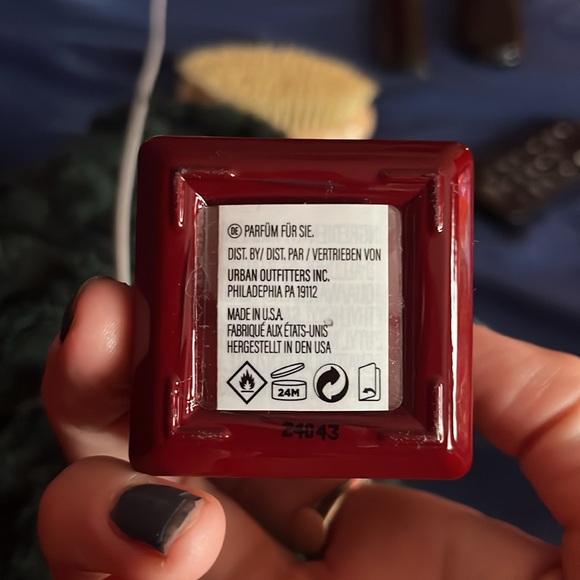 DE PARFÜM FÜR SIE.
DIST. BY/ DIST. PAR / VERTRIEBEN VON
URBAN OUTFITTERS INC.
PHILADEPHIA PA 19112
MADE IN U.S.A.
FABRIQUÉ AUX ÉTATS-UNIS
HERGESTELLT IN DEN USA
24M
24043